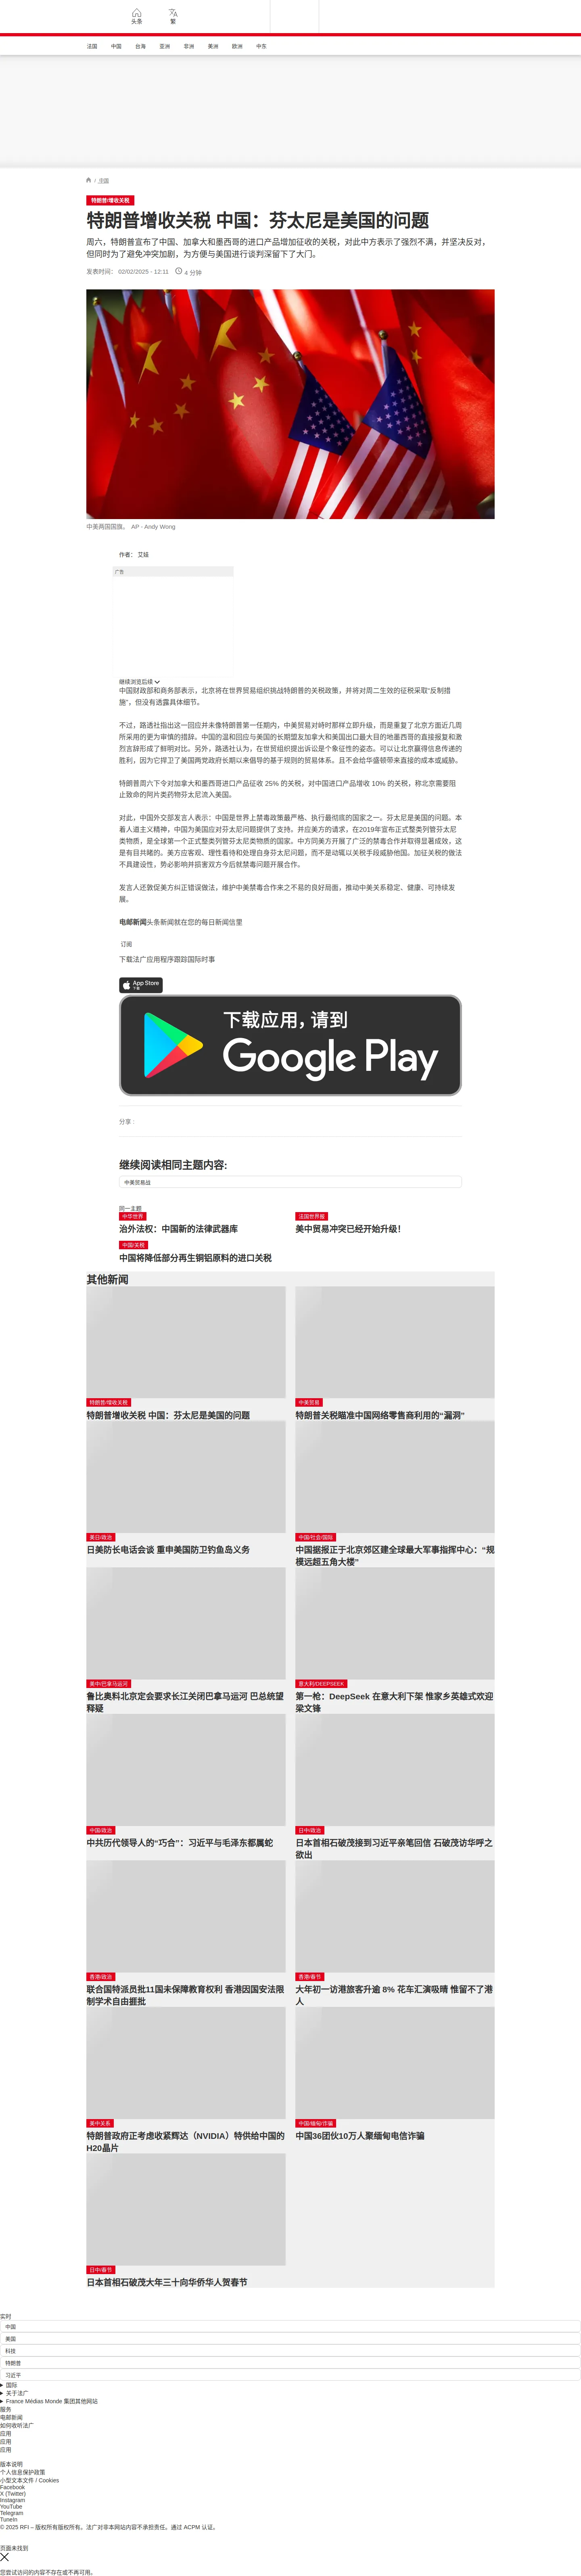 头条
繁
法国
中国
台海
亚洲
非洲
美洲
欧洲
中东
/ 中国
特朗普/增收关税
特朗普增收关税 中国：芬太尼是美国的问题
周六，特朗普宣布了中国、加拿大和墨西哥的进口产品增加征收的关税，对此中方表示了强烈不满，并坚决反对，
但同时为了避免冲突加剧，为方便与美国进行谈判深留下了大门。
发表时间： 02/02/2025 - 12:11
4 分钟
中美两国国旗。 AP - Andy Wong
作者： 艾娅
广告
继续浏览后续
中国财政部和商务部表示，北京将在世界贸易组织挑战特朗普的关税政策，并将对周二生效的征税采取“反制措
施”，但没有透露具体细节。
不过，路透社指出这一回应并未像特朗普第一任期内，中美贸易对峙时那样立即升级，而是重复了北京方面近几周
所采用的更为审慎的措辞。中国的温和回应与美国的长期盟友加拿大和美国出口最大目的地墨西哥的直接报复和激
烈言辞形成了鲜明对比。另外，路透社认为，在世贸组织提出诉讼是个象征性的姿态。可以让北京赢得信息传递的
胜利，因为它捍卫了美国两党政府长期以来倡导的基于规则的贸易体系。且不会给华盛顿带来直接的成本或威胁。
特朗普周六下令对加拿大和墨西哥进口产品征收 25% 的关税，对中国进口产品增收 10% 的关税，称北京需要阻
止致命的阿片类药物芬太尼流入美国。
对此，中国外交部发言人表示：中国是世界上禁毒政策最严格、执行最彻底的国家之一。芬太尼是美国的问题。本
着人道主义精神，中国为美国应对芬太尼问题提供了支持。并应美方的请求，在2019年宣布正式整类列管芬太尼
类物质，是全球第一个正式整类列管芬太尼类物质的国家。中方同美方开展了广泛的禁毒合作并取得显著成效，这
是有目共睹的。美方应客观、理性看待和处理自身芬太尼问题，而不是动辄以关税手段威胁他国。加征关税的做法
不具建设性，势必影响并损害双方今后就禁毒问题开展合作。
发言人还敦促美方纠正错误做法，维护中美禁毒合作来之不易的良好局面，推动中美关系稳定、健康、可持续发
展。
电邮新闻头条新闻就在您的每日新闻信里
订阅
下载法广应用程序跟踪国际时事
App Store
下载
下载应用，请到
Google Play
分享 :
继续阅读相同主题内容:
中美贸易战
同一主题
中华世界
治外法权：中国新的法律武器库
法国世界报
美中贸易冲突已经开始升级！
中国/关税
中国将降低部分再生铜铝原料的进口关税
其他新闻
特朗普/增收关税
特朗普增收关税 中国：芬太尼是美国的问题
中美贸易
特朗普关税瞄准中国网络零售商利用的“漏洞”
美日/政治
日美防长电话会谈 重申美国防卫钓鱼岛义务
中国/社会/国际
中国据报正于北京郊区建全球最大军事指挥中心：“规
模远超五角大楼”
美中/巴拿马运河
鲁比奥料北京定会要求长江关闭巴拿马运河 巴总统望
释疑
意大利/DEEPSEEK
第一枪：DeepSeek 在意大利下架 惟家乡英雄式欢迎
梁文锋
中国/政治
中共历代领导人的“巧合”：习近平与毛泽东都属蛇
日中/政治
日本首相石破茂接到习近平亲笔回信 石破茂访华呼之
欲出
香港/政治
联合国特派员批11国未保障教育权利 香港因国安法限
制学术自由捱批
香港/春节
大年初一访港旅客升逾 8% 花车汇演吸晴 惟留不了港
人
美中关系
特朗普政府正考虑收紧辉达（NVIDIA）特供给中国的
H20晶片
中国/缅甸/诈骗
中国36团伙10万人聚缅甸电信诈骗
日中/春节
日本首相石破茂大年三十向华侨华人贺春节
实时
中国
美国
科技
特朗普
习近平
国际
关于法广
France Médias Monde 集团其他网站
服务
电邮新闻
如何收听法广
应用
应用
应用
版本说明
个人信息保护政策
小型文本文件 / Cookies
Facebook
X (Twitter)
Instagram
YouTube
Telegram
TuneIn
© 2025 RFI – 版权所有版权所有。法广对非本网站内容不承担责任。通过 ACPM 认证。
页面未找到
您尝试访问的内容不存在或不再可用。